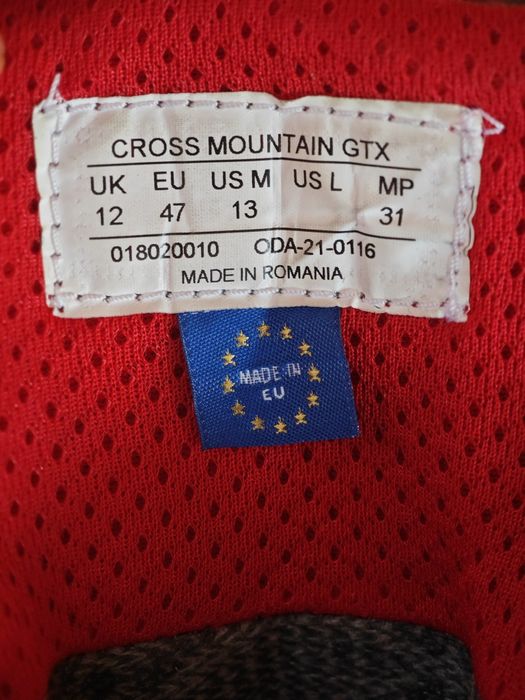 CROSS MOUNTAIN GTX
UK EU US M US L MP
12 47 13 31
018020010 ODA-21-0116
MADE IN ROMANIA
MADE IN
EU